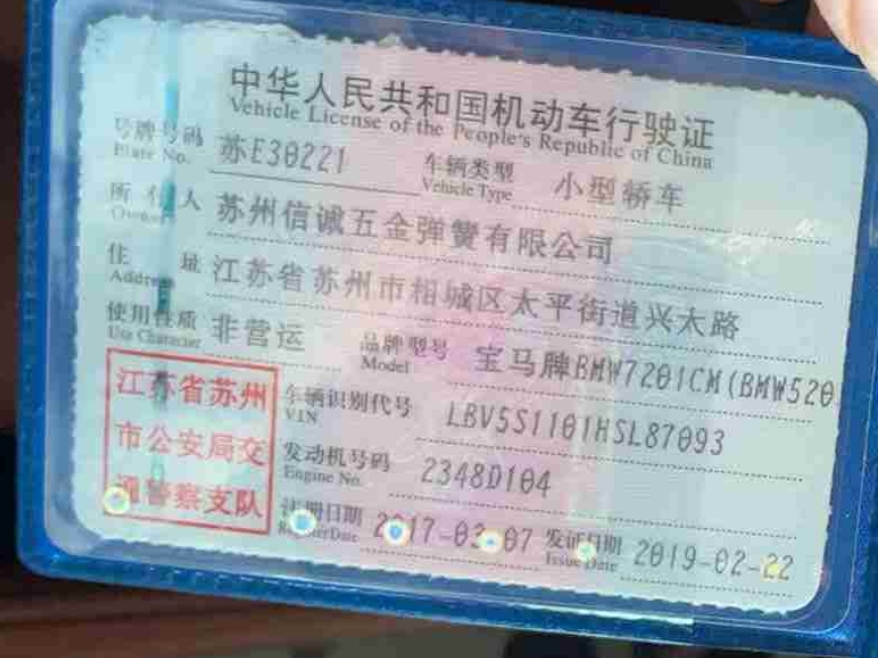 中华人民共和国机动车行驶证
Vehicle License of the People's Republic of China
号牌号码 苏E30221 车辆类型 小型轿车
Plate No. Vehicle Type
所有人 苏州信诚五金弹簧有限公司
Owner
住址 江苏省苏州市相城区太平街道兴太路
Address
使用性质 非营运 品牌型号 宝马牌BMW7201CM(BMW520
Use Character Model
江苏省苏州
市公安局交
通警察支队
车辆识别代号 LBV5S1101HSL87093
VIN
发动机号码 2348D104
Engine No.
注册日期 2017-03-07 发证日期 2019-02-22
Register Date Issue Date